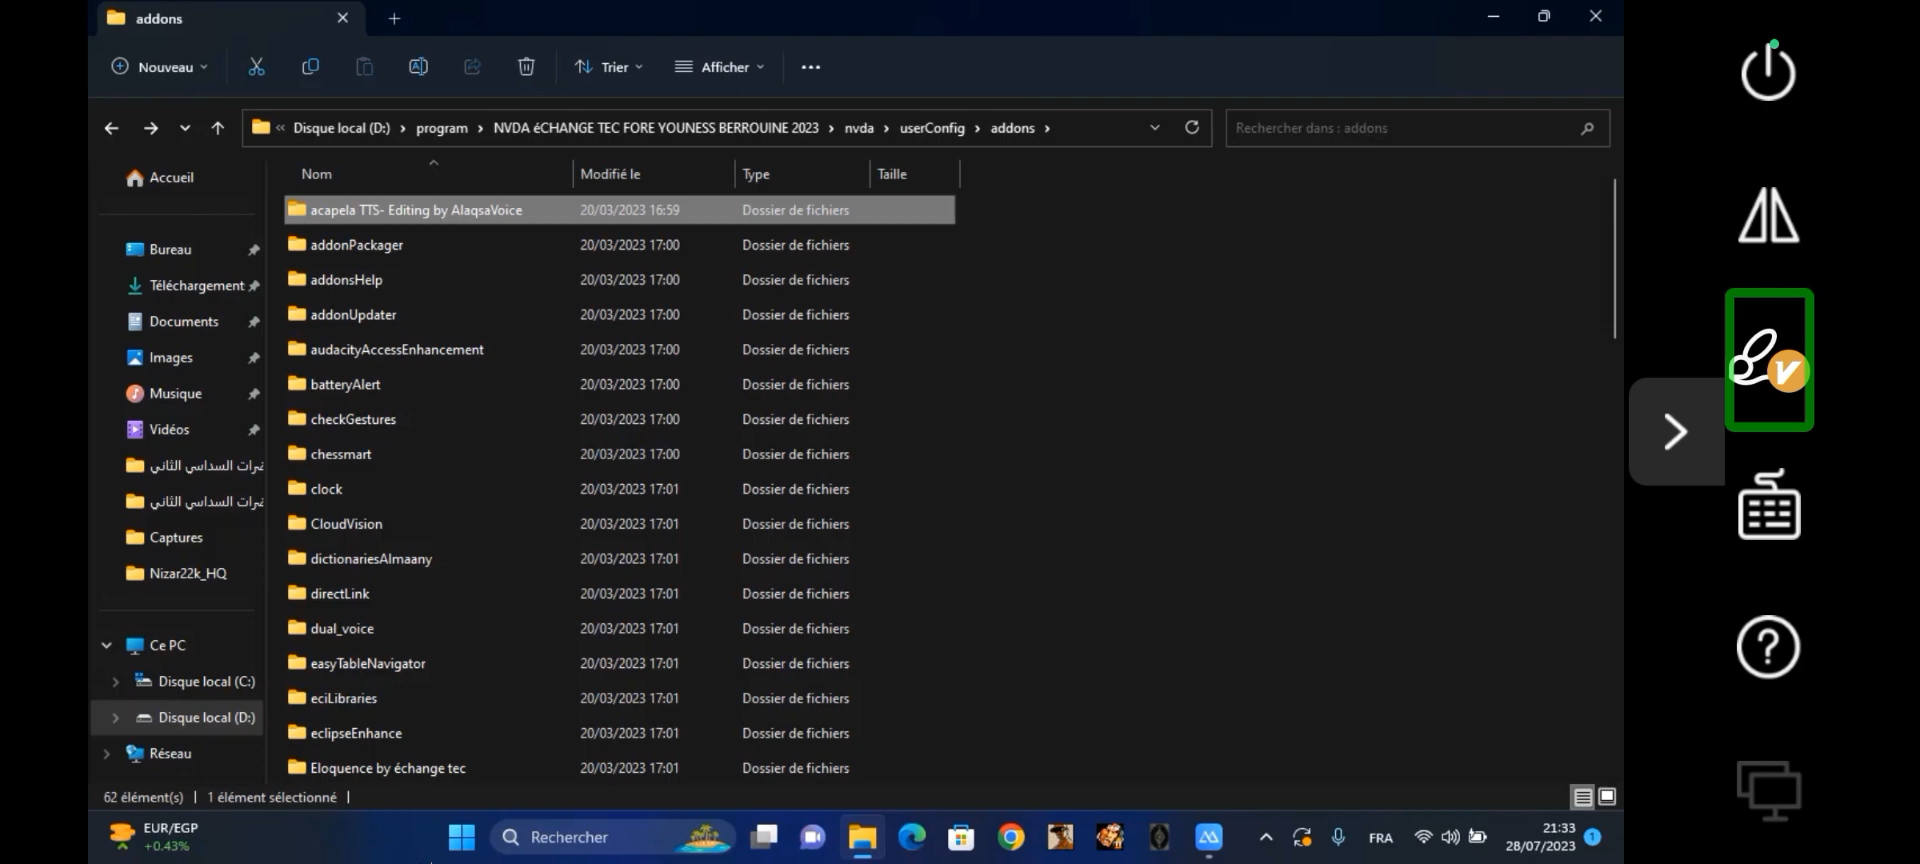 addons
Nouveau
Trier
Afficher
Disque local (D:) › program › NVDA éCHANGE TEC FORE YOUNESS BERROUINE 2023 › nvda › userConfig › addons ›
Rechercher dans : addons
Nom Modifié le Type Taille
acapela TTS- Editing by AlaqsaVoice 20/03/2023 16:59 Dossier de fichiers
addonPackager 20/03/2023 17:00 Dossier de fichiers
addonsHelp 20/03/2023 17:00 Dossier de fichiers
addonUpdater 20/03/2023 17:00 Dossier de fichiers
audacityAccessEnhancement 20/03/2023 17:00 Dossier de fichiers
batteryAlert 20/03/2023 17:00 Dossier de fichiers
checkGestures 20/03/2023 17:00 Dossier de fichiers
chessmart 20/03/2023 17:00 Dossier de fichiers
clock 20/03/2023 17:01 Dossier de fichiers
CloudVision 20/03/2023 17:01 Dossier de fichiers
dictionariesAlmaany 20/03/2023 17:01 Dossier de fichiers
directLink 20/03/2023 17:01 Dossier de fichiers
dual_voice 20/03/2023 17:01 Dossier de fichiers
easyTableNavigator 20/03/2023 17:01 Dossier de fichiers
eciLibraries 20/03/2023 17:01 Dossier de fichiers
eclipseEnhance 20/03/2023 17:01 Dossier de fichiers
Eloquence by échange tec 20/03/2023 17:01 Dossier de fichiers
Accueil
Bureau
Téléchargement
Documents
Images
Musique
Vidéos
السداسي الثاني
السداسي الثاني
Captures
Nizar22k_HQ
Ce PC
Disque local (C:)
Disque local (D:)
Réseau
62 élément(s) 1 élément sélectionné
EUR/EGP
+0.43%
Rechercher
FRA
21:33
28/07/2023
1